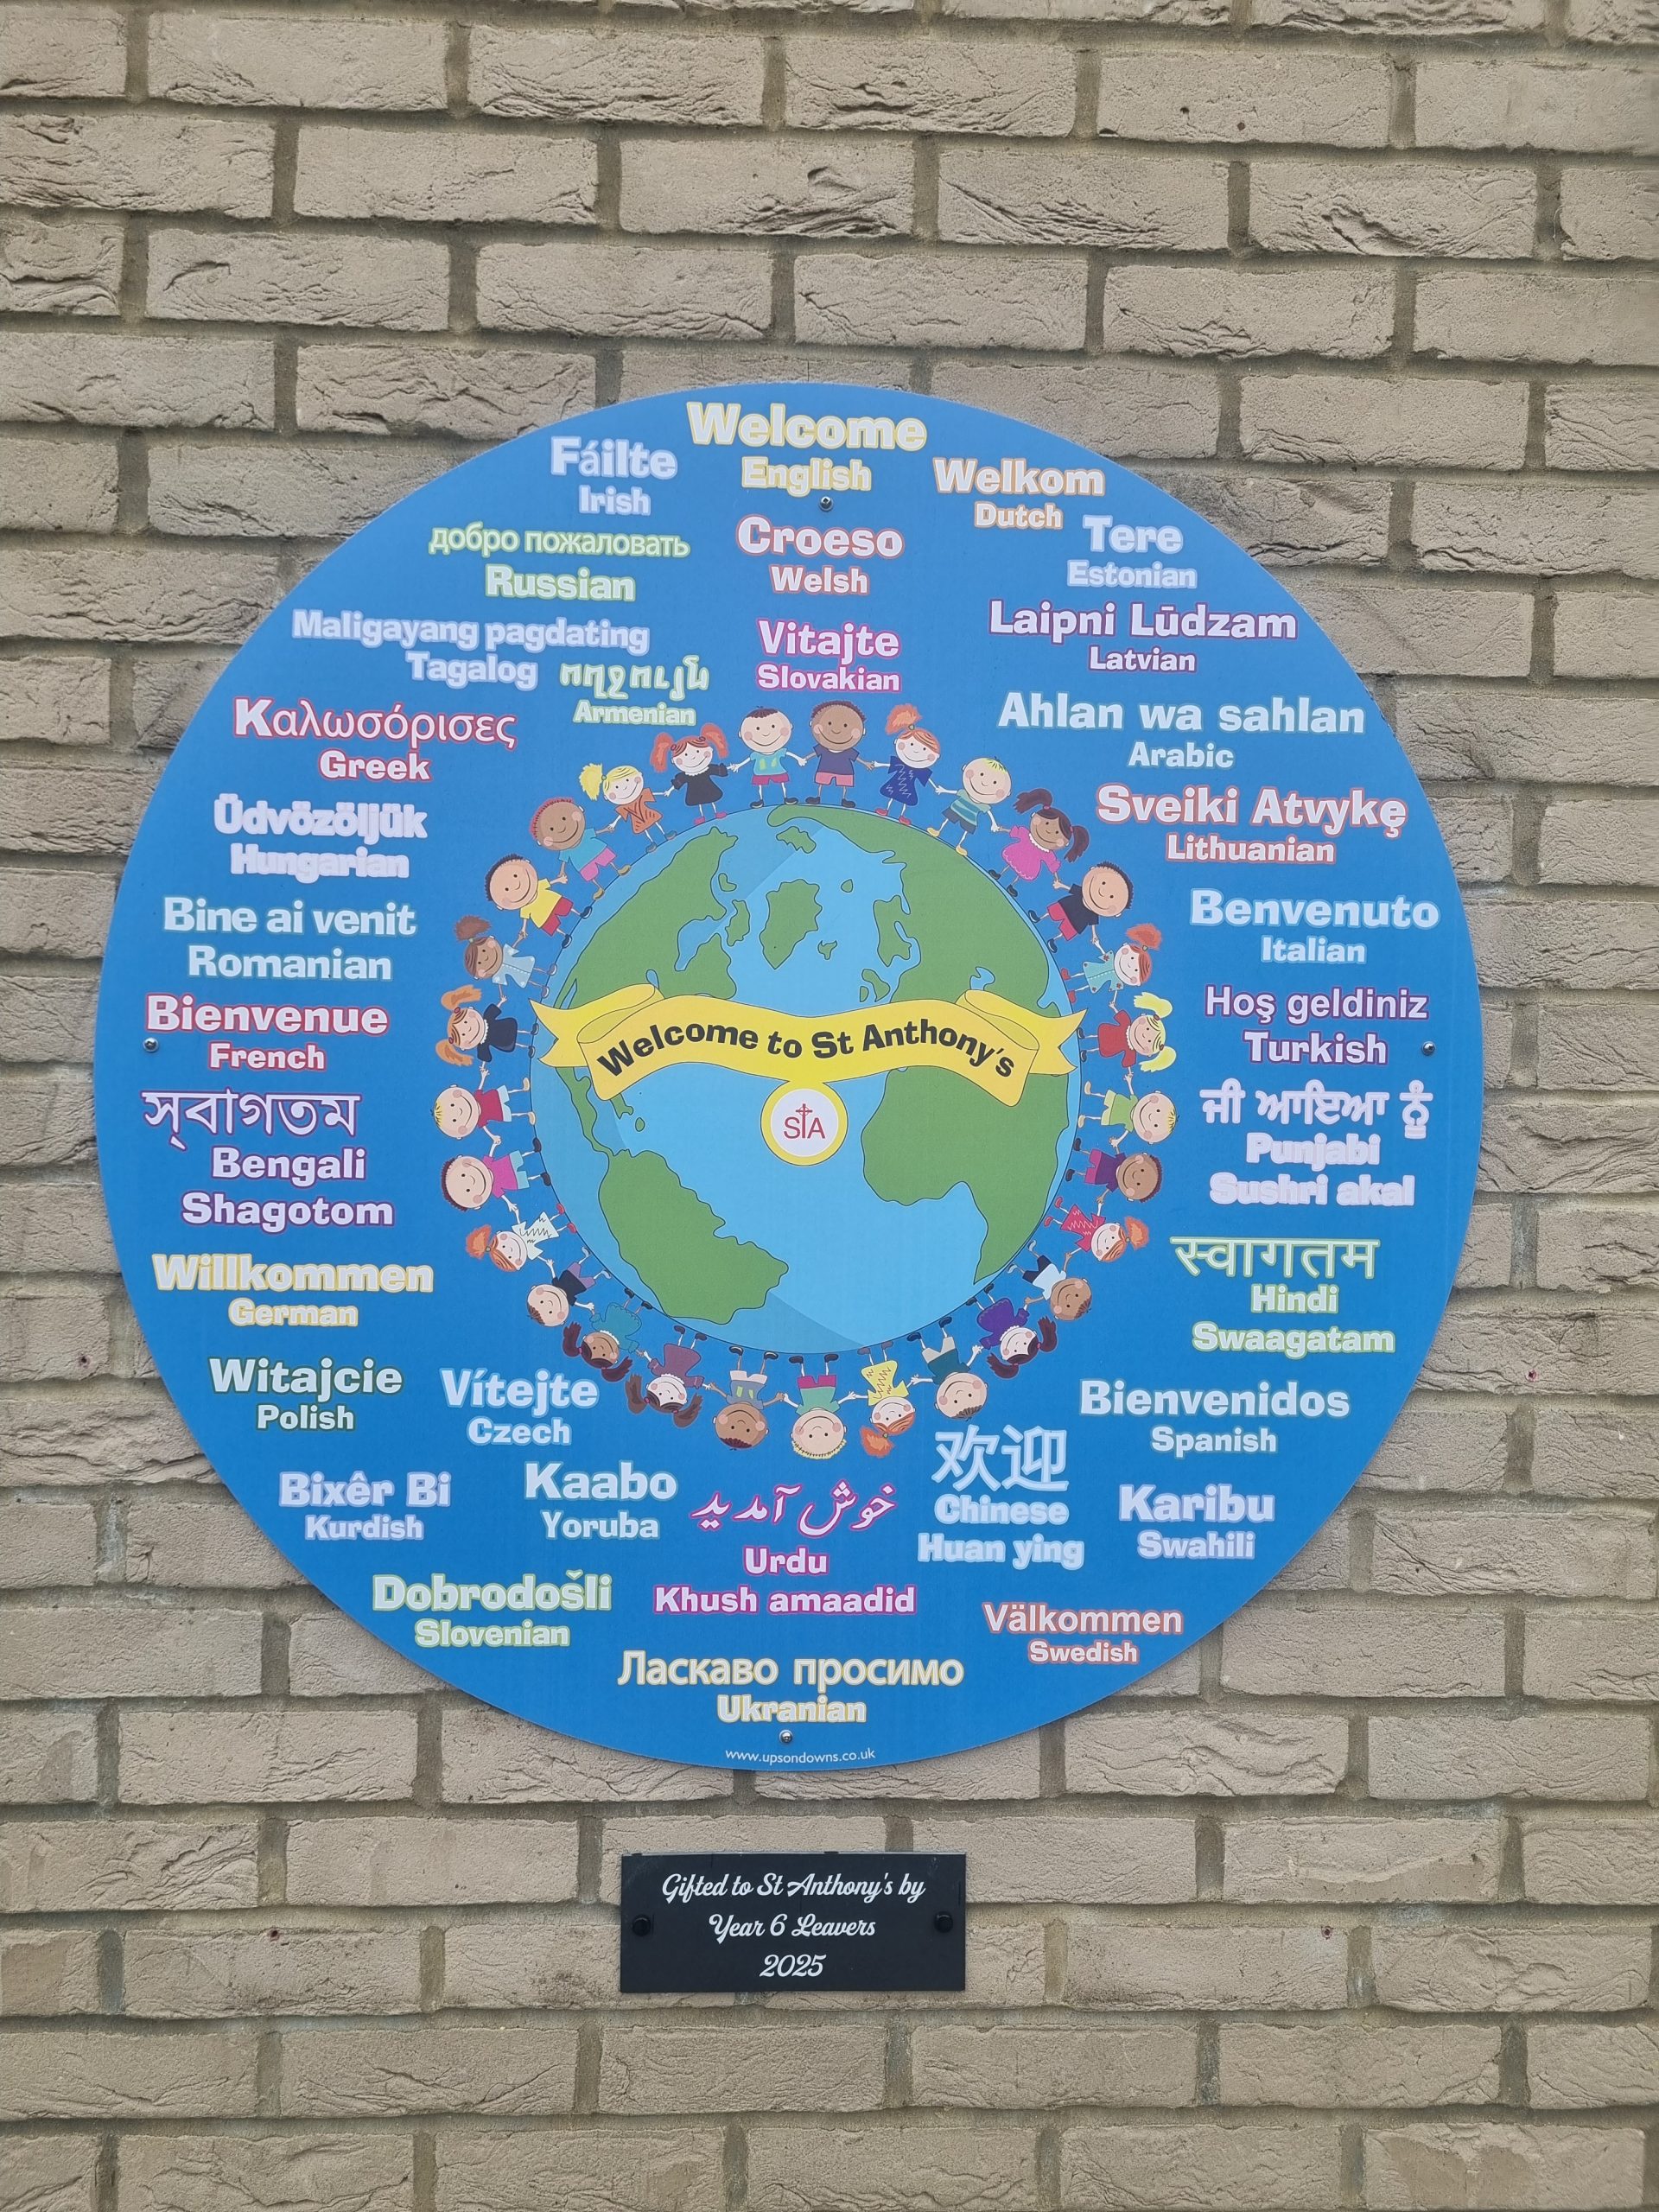 Welcome
English
Fáilte
Irish
Welkom
Dutch
добро пожаловать
Russian
Croeso
Welsh
Tere
Estonian
Maligayang pagdating
Tagalog
Vitajte
Slovakian
Laipni Lūdzam
Latvian
ողջույն
Armenian
Καλωσόρισες
Greek
Ahlan wa sahlan
Arabic
Üdvözöljük
Hungarian
Sveiki Atvykę
Lithuanian
Bine ai venit
Romanian
Benvenuto
Italian
Bienvenue
French
Hoş geldiniz
Turkish
Welcome to St Anthony's
STA
স্‌বাগতম
Bengali
Shagotom
ਜੀ ਆਇਆ ਨੂੰ
Punjabi
Sushri akal
Willkommen
German
स्वागतम
Hindi
Swaagatam
Witajcie
Polish
Vítejte
Czech
Bienvenidos
Spanish
Bixêr Bi
Kurdish
Kaabo
Yoruba
خوش آمدید
Urdu
Khush amaadid
欢迎
Chinese
Huan ying
Karibu
Swahili
Dobrodošli
Slovenian
Välkommen
Swedish
Ласкаво просимо
Ukranian
www.upsondowns.co.uk
Gifted to St Anthony's by
Year 6 Leavers
2025